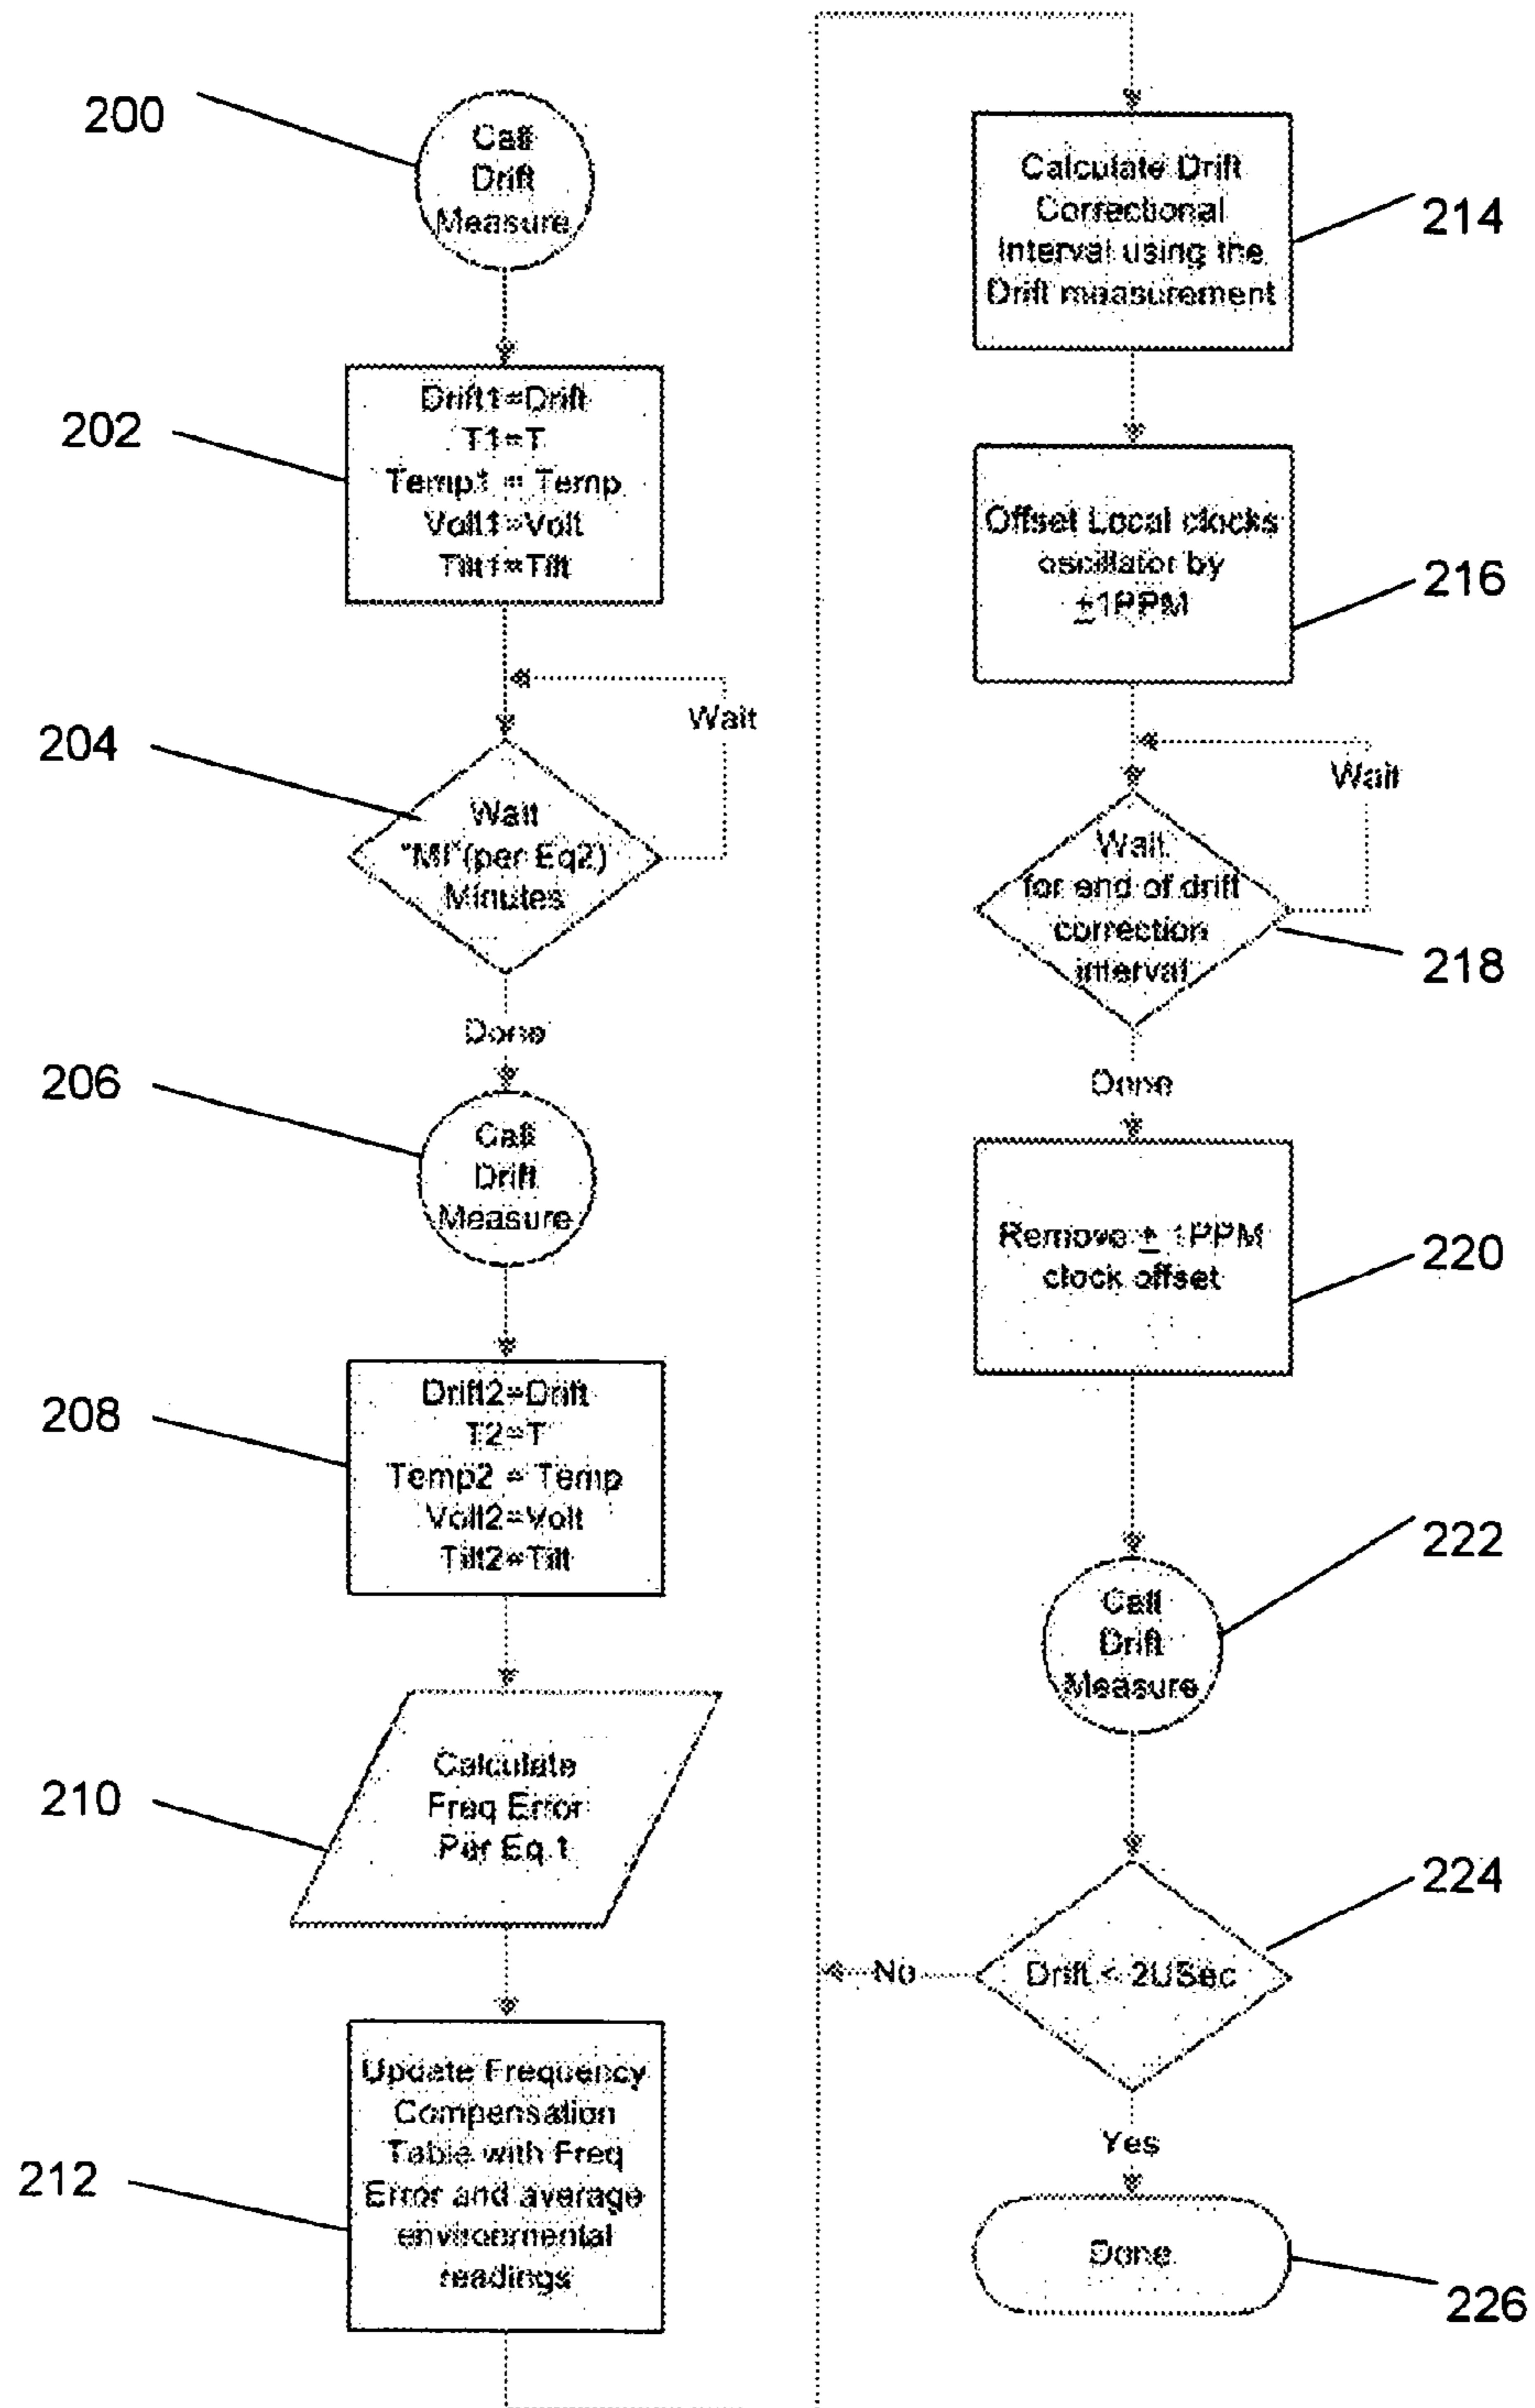 200
Call
Drift
Measure
202
Drift1=Drift
T1=T
Temp1 = Temp
Volt1=Volt
Tilt1=Tilt
204
Wait
Wait
"MI"(per Eq2)
Minutes
Done
206
Call
Drift
Measure
208
Drift2=Drift
T2=T
Temp2 = Temp
Volt2=Volt
Tilt2=Tilt
210
Calculate
Freq Error
Per Eq.1
212
Update Frequency
Compensation
Table with Freq
Error and average
environmental
readings
214
Calculate Drift
Correctional
Interval using the
Drift measurement
216
Offset Local clocks
oscillator by
±1PPM
Wait
218
Wait
for end of drift
correction
interval
Done
220
Remove ± 1PPM
clock offset
222
Call
Drift
Measure
224
No
Drift < 2USec
Yes
Done
226